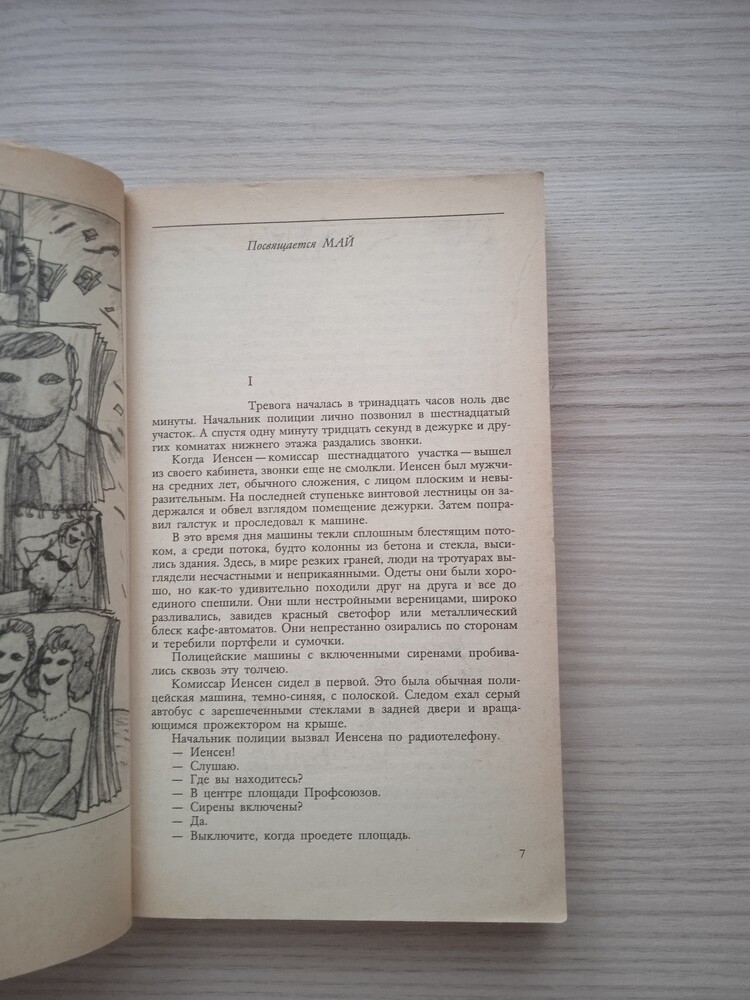 Посвящается МАЙ
I
Тревога началась в тринадцать часов ноль две
минуты. Начальник полиции лично позвонил в шестнадцатый
участок. А спустя одну минуту тридцать секунд в дежурке и дру-
гих комнатах нижнего этажа раздались звонки.
Когда Иенсен — комиссар шестнадцатого участка — вышел
из своего кабинета, звонки еще не смолкли. Иенсен был мужчи-
на средних лет, обычного сложения, с лицом плоским и невы-
разительным. На последней ступеньке винтовой лестницы он за-
держался и обвел взглядом помещение дежурки. Затем попра-
вил галстук и проследовал к машине.
В это время дня машины текли сплошным блестящим пото-
ком, а среди потока, будто колонны из бетона и стекла, выси-
лись здания. Здесь, в мире резких граней, люди на тротуарах вы-
глядели несчастными и неприкаянными. Одеты они были хоро-
шо, но как-то удивительно походили друг на друга и все до
единого спешили. Они шли нестройными вереницами, широко
разливались, завидев красный светофор или металлический
блеск кафе-автоматов. Они непрестанно озирались по сторонам
и теребили портфели и сумочки.
Полицейские машины с включенными сиренами пробива-
лись сквозь эту толчею.
Комиссар Иенсен сидел в первой. Это была обычная поли-
цейская машина, темно-синяя, с полоской. Следом ехал серый
автобус с зарешеченными стеклами в задней двери и враща-
ющимся прожектором на крыше.
Начальник полиции вызвал Иенсена по радиотелефону.
— Иенсен!
— Слушаю.
— Где вы находитесь?
— В центре площади Профсоюзов.
— Сирены включены?
— Да.
— Выключите, когда проедете площадь.
7